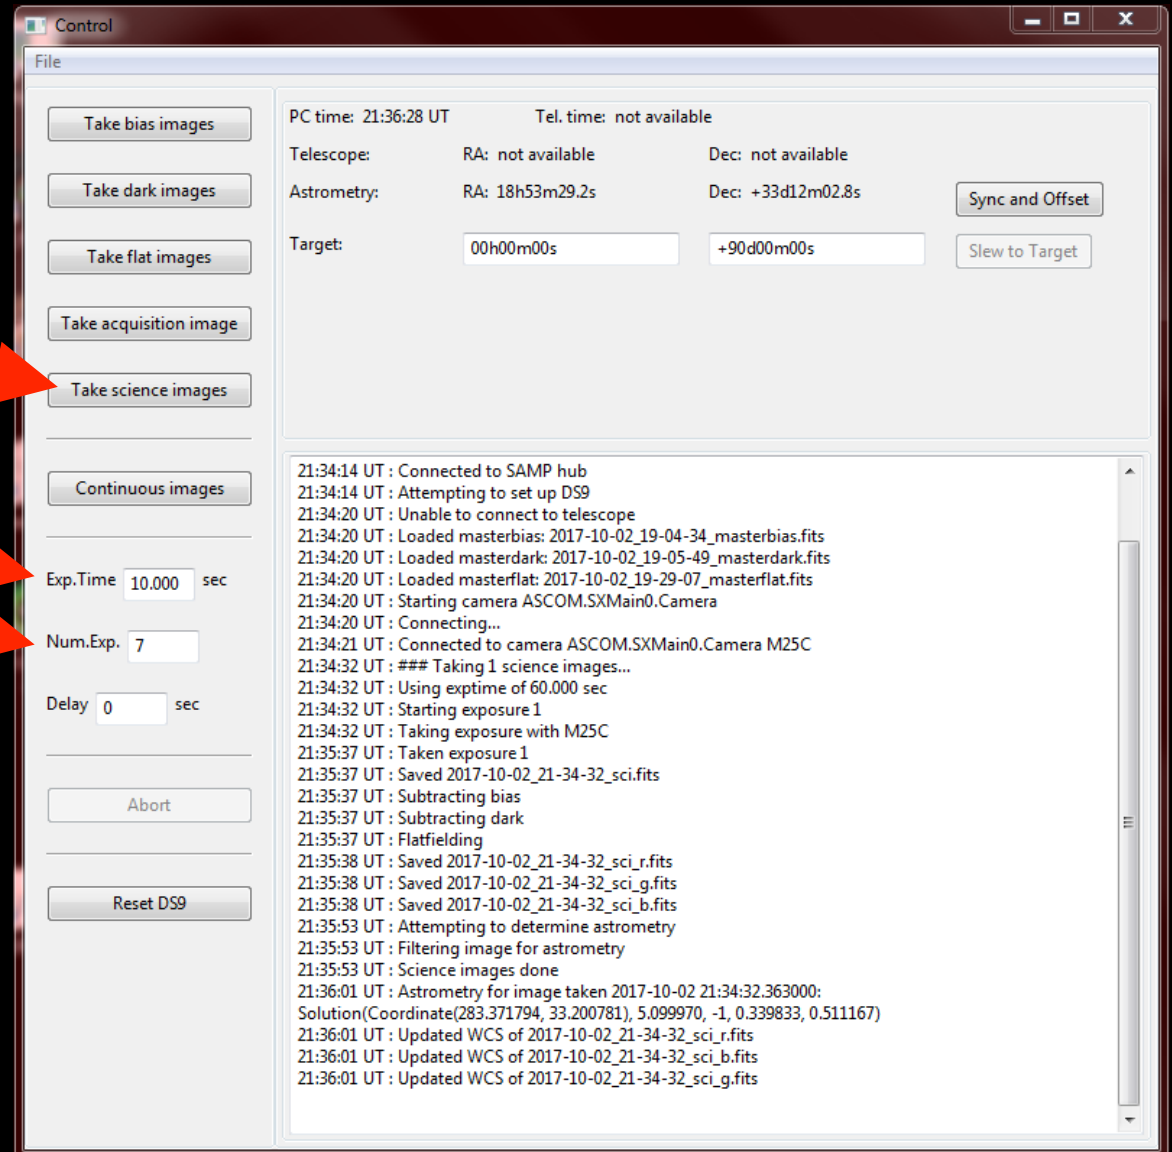 Control
File
Take bias images
Take dark images
Take flat images
Take acquisition image
Take science images
Continuous images
Exp.Time 10.000 sec
Num.Exp. 7
Delay 0 sec
Abort
Reset DS9
PC time: 21:36:28 UT Tel. time: not available
Telescope: RA: not available Dec: not available
Astrometry: RA: 18h53m29.2s Dec: +33d12m02.8s Sync and Offset
Target: 00h00m00s +90d00m00s Slew to Target
21:34:14 UT : Connected to SAMP hub
21:34:14 UT : Attempting to set up DS9
21:34:20 UT : Unable to connect to telescope
21:34:20 UT : Loaded masterbias: 2017-10-02_19-04-34_masterbias.fits
21:34:20 UT : Loaded masterdark: 2017-10-02_19-05-49_masterdark.fits
21:34:20 UT : Loaded masterflat: 2017-10-02_19-29-07_masterflat.fits
21:34:20 UT : Starting camera ASCOM.SXMain0.Camera
21:34:20 UT : Connecting...
21:34:21 UT : Connected to camera ASCOM.SXMain0.Camera M25C
21:34:32 UT : ### Taking 1 science images...
21:34:32 UT : Using exptime of 60.000 sec
21:34:32 UT : Starting exposure 1
21:34:32 UT : Taking exposure with M25C
21:35:37 UT : Taken exposure 1
21:35:37 UT : Saved 2017-10-02_21-34-32_sci.fits
21:35:37 UT : Subtracting bias
21:35:37 UT : Subtracting dark
21:35:37 UT : Flatfielding
21:35:38 UT : Saved 2017-10-02_21-34-32_sci_r.fits
21:35:38 UT : Saved 2017-10-02_21-34-32_sci_g.fits
21:35:38 UT : Saved 2017-10-02_21-34-32_sci_b.fits
21:35:53 UT : Attempting to determine astrometry
21:35:53 UT : Filtering image for astrometry
21:35:53 UT : Science images done
21:36:01 UT : Astrometry for image taken 2017-10-02 21:34:32.363000:
Solution(Coordinate(283.371794, 33.200781), 5.099970, -1, 0.339833, 0.511167)
21:36:01 UT : Updated WCS of 2017-10-02_21-34-32_sci_r.fits
21:36:01 UT : Updated WCS of 2017-10-02_21-34-32_sci_b.fits
21:36:01 UT : Updated WCS of 2017-10-02_21-34-32_sci_g.fits